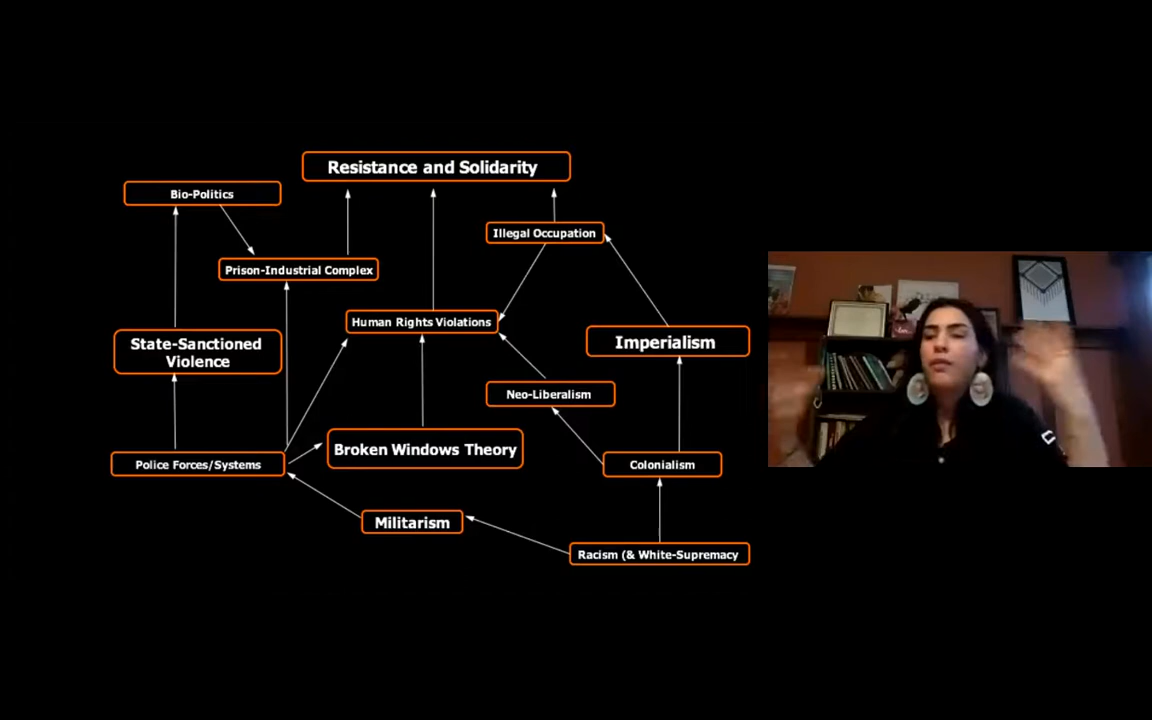 Resistance and Solidarity
Bio-Politics
Illegal Occupation
Prison-Industrial Complex
Human Rights Violations
State-Sanctioned
Violence
Imperialism
Neo-Liberalism
Broken Windows Theory
Police Forces/Systems
Colonialism
Militarism
Racism (& White-Supremacy